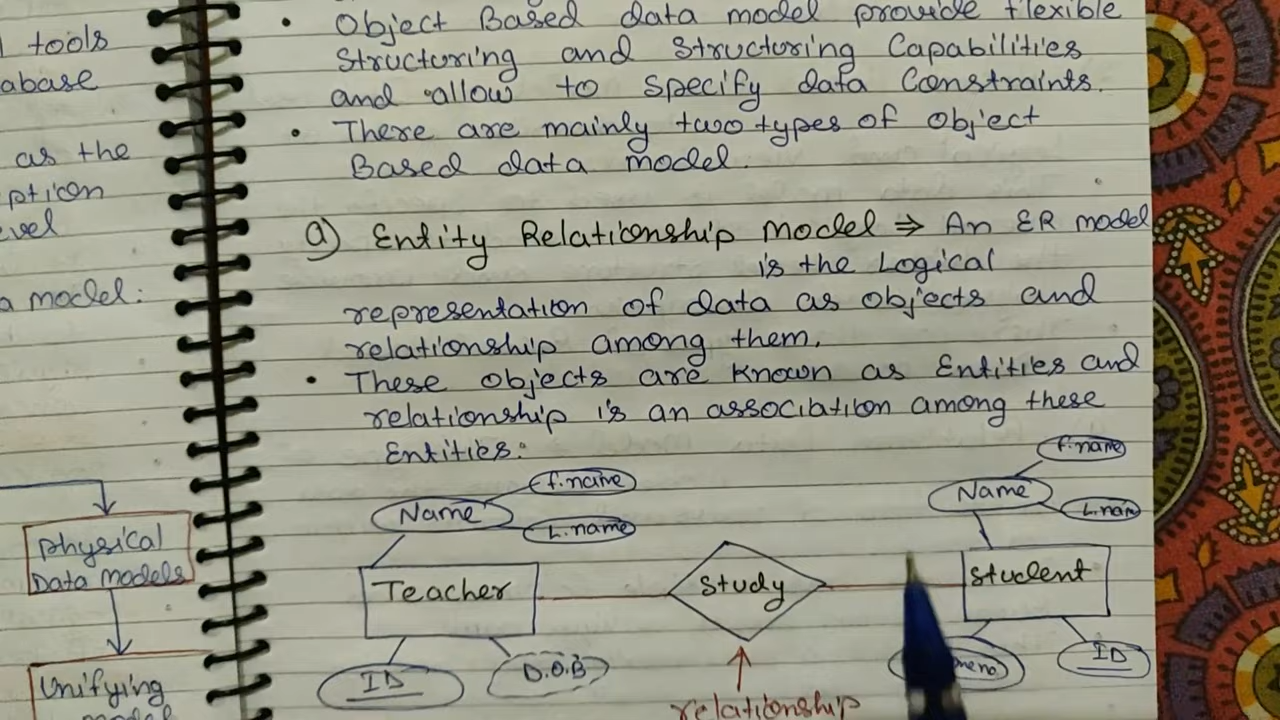 tools
abase
as the
ption
evel
a model:
Physical
Data models
Unifying
Object Based data model provide flexible
Structuring and Structuring Capabilities
and allow to specify data Constraints.
There are mainly two types of Object
Based data model.
a) Entity Relationship Model ⇒ An ER model
is the Logical
representation of data as objects and
relationship among them.
These objects are known as Entities and
relationship is an association among these
Entities:
f.name
Name
L.name
Teacher
ID
D.O.B
Study
relationship
f.name
Name
L.nam
Student
ID